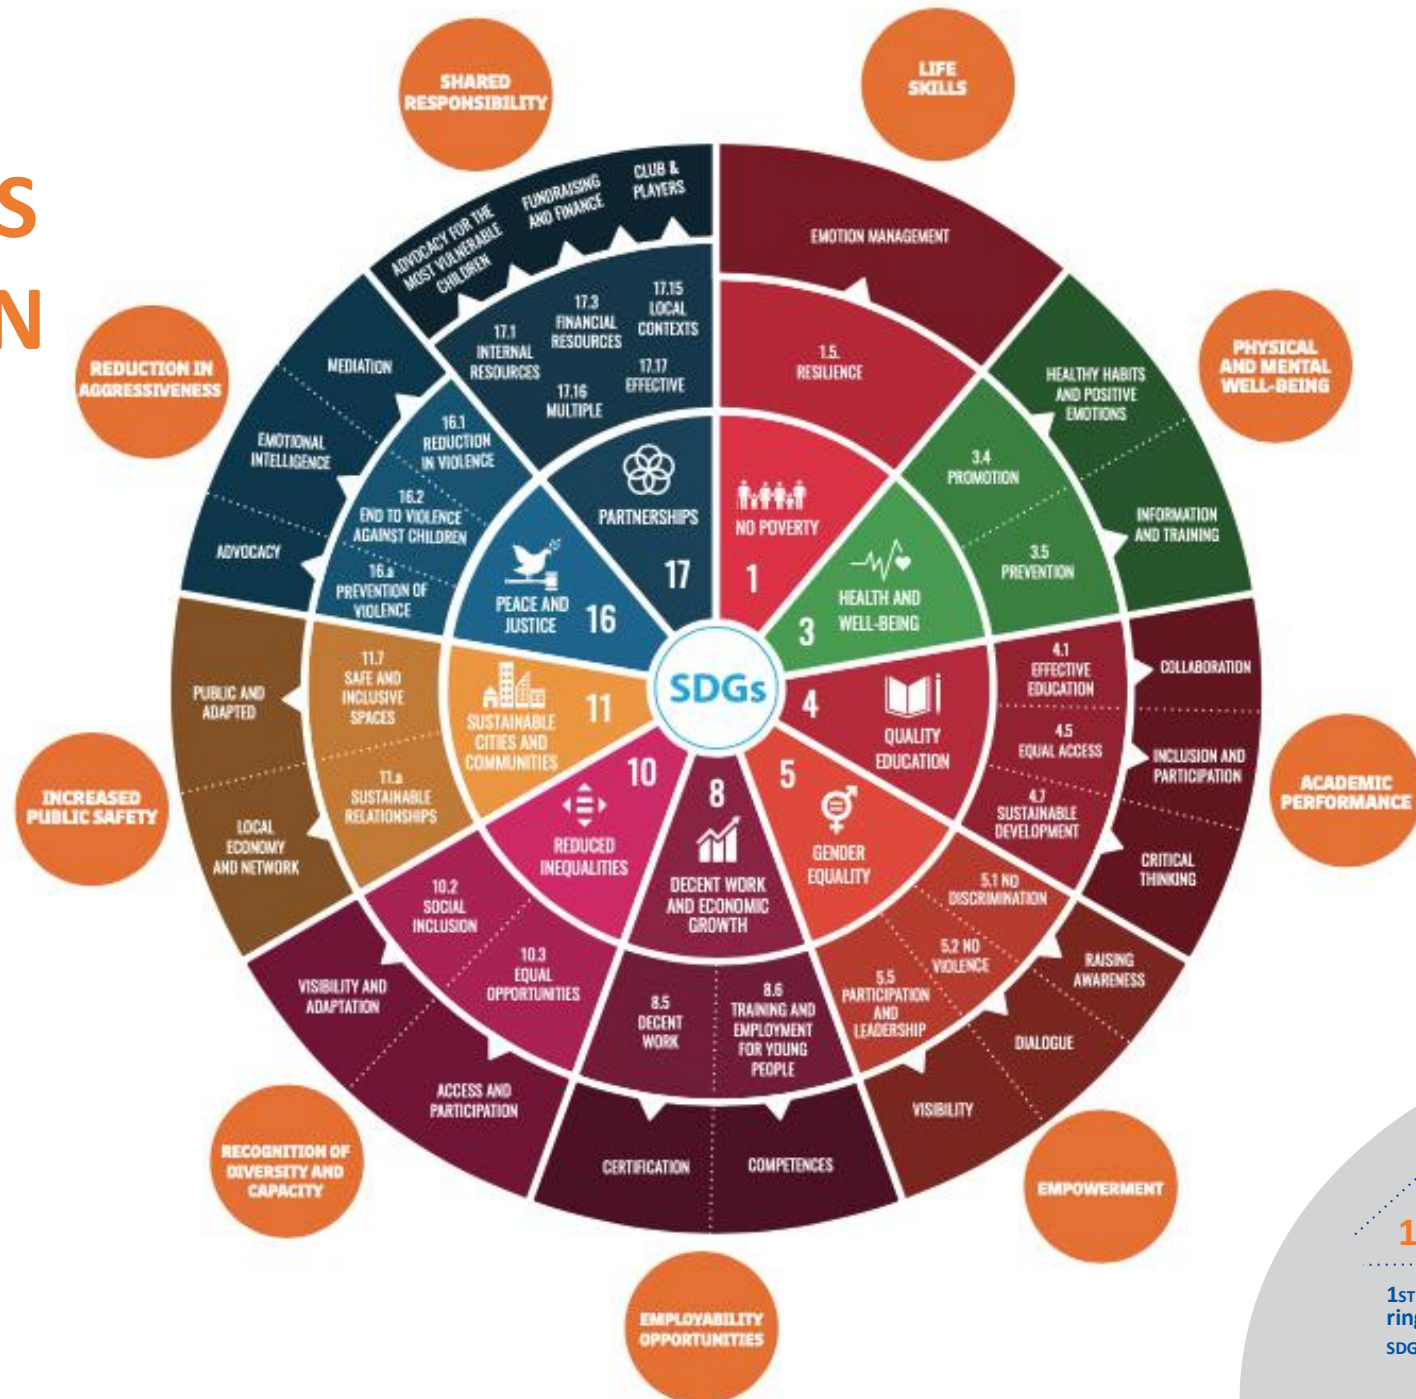 S
N
SHARED
RESPONSIBILITY
LIFE
SKILLS
PHYSICAL
AND MENTAL
WELL-BEING
ACADEMIC
PERFORMANCE
EMPOWERMENT
EMPLOYABILITY
OPPORTUNITIES
RECOGNITION OF
DIVERSITY AND
CAPACITY
INCREASED
PUBLIC SAFETY
REDUCTION IN
AGGRESSIVENESS
SDGs
EMOTION MANAGEMENT
1.5.
RESILIENCE
NO POVERTY
1
HEALTHY HABITS
AND POSITIVE
EMOTIONS
INFORMATION
AND TRAINING
3.4
PROMOTION
3.5
PREVENTION
HEALTH AND
WELL-BEING
3
COLLABORATION
INCLUSION AND
PARTICIPATION
CRITICAL
THINKING
4.1
EFFECTIVE
EDUCATION
4.5
EQUAL ACCESS
4.7
SUSTAINABLE
DEVELOPMENT
4
QUALITY
EDUCATION
RAISING
AWARENESS
DIALOGUE
VISIBILITY
5.1 NO
DISCRIMINATION
5.2 NO
VIOLENCE
5.5
PARTICIPATION
AND
LEADERSHIP
5
GENDER
EQUALITY
8
DECENT WORK
AND ECONOMIC
GROWTH
8.5
DECENT
WORK
8.6
TRAINING AND
EMPLOYMENT
FOR YOUNG
PEOPLE
CERTIFICATION
COMPETENCES
10
REDUCED
INEQUALITIES
10.2
SOCIAL
INCLUSION
10.3
EQUAL
OPPORTUNITIES
VISIBILITY AND
ADAPTATION
ACCESS AND
PARTICIPATION
11
SUSTAINABLE
CITIES AND
COMMUNITIES
11.7
SAFE AND
INCLUSIVE
SPACES
11.a
SUSTAINABLE
RELATIONSHIPS
PUBLIC AND
ADAPTED
LOCAL
ECONOMY
AND NETWORK
PEACE AND
JUSTICE
16
16.1
REDUCTION
IN VIOLENCE
16.2
END TO VIOLENCE
AGAINST CHILDREN
16.a
PREVENTION OF
VIOLENCE
MEDIATION
EMOTIONAL
INTELLIGENCE
ADVOCACY
PARTNERSHIPS
17
17.1
INTERNAL
RESOURCES
17.3
FINANCIAL
RESOURCES
17.15
LOCAL
CONTEXTS
17.16
MULTIPLE
17.17
EFFECTIVE
ADVOCACY FOR THE
MOST VULNERABLE
CHILDREN
FUNDRAISING
AND FINANCE
CLUB &
PLAYERS
1
1ST
ring
SDG